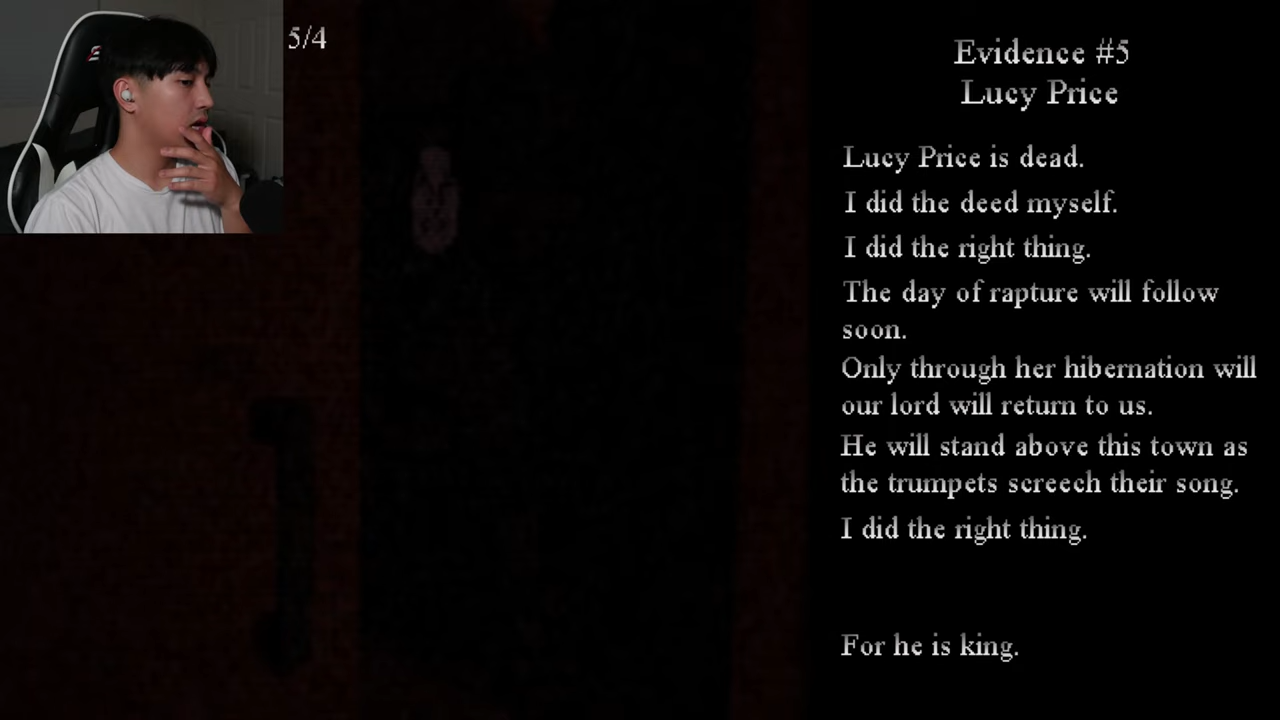 5/4
Evidence #5
Lucy Price
Lucy Price is dead.
I did the deed myself.
I did the right thing.
The day of rapture will follow
soon.
Only through her hibernation will
our lord will return to us.
He will stand above this town as
the trumpets screech their song.
I did the right thing.
For he is king.